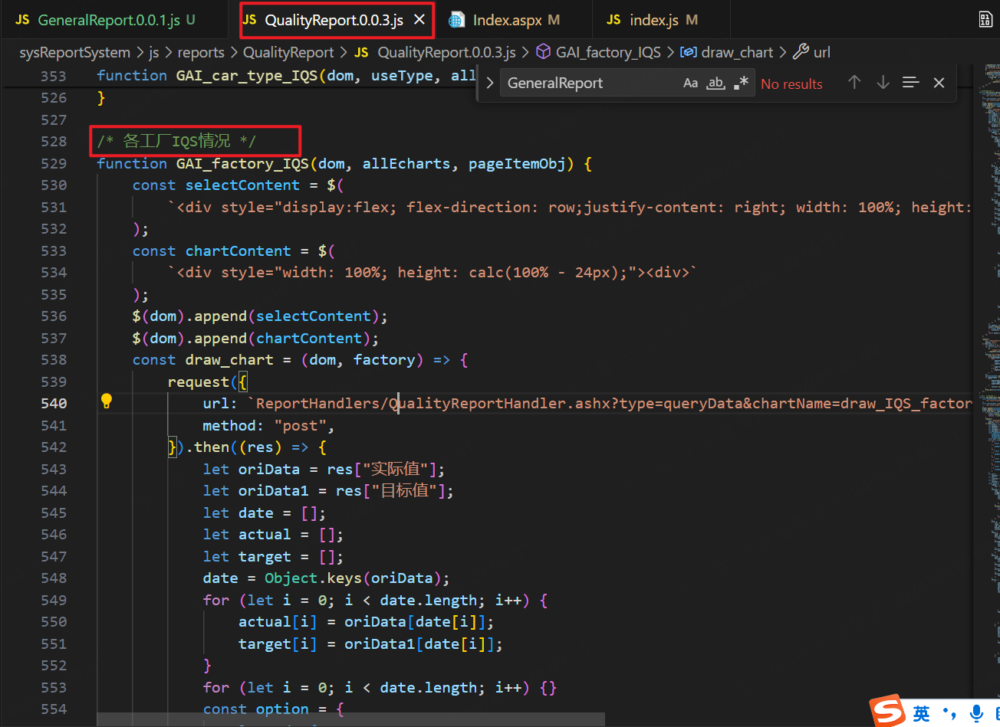 JS GeneralReport.0.0.1.js U
JS QualityReport.0.0.3.js
Index.aspx M
JS index.js M
sysReportSystem > js > reports > QualityReport > JS QualityReport.0.0.3.js > GAI_factory_IQS > draw_chart > url
GeneralReport Aa ab .* No results
353 function GAI_car_type_IQS(dom, useType, all
526 }
527
528 /* 各工厂IQS情况 */
529 function GAI_factory_IQS(dom, allEcharts, pageItemObj) {
530 const selectContent = $(
531 `<div style="display:flex; flex-direction: row;justify-content: right; width: 100%; height:
532 );
533 const chartContent = $(
534 `<div style="width: 100%; height: calc(100% - 24px);"><div>`
535 );
536 $(dom).append(selectContent);
537 $(dom).append(chartContent);
538 const draw_chart = (dom, factory) => {
539 request({
540 url: `ReportHandlers/QualityReportHandler.ashx?type=queryData&chartName=draw_IQS_factor
541 method: "post",
542 }).then((res) => {
543 let oriData = res["实际值"];
544 let oriData1 = res["目标值"];
545 let date = [];
546 let actual = [];
547 let target = [];
548 date = Object.keys(oriData);
549 for (let i = 0; i < date.length; i++) {
550 actual[i] = oriData[date[i]];
551 target[i] = oriData1[date[i]];
552 }
553 for (let i = 0; i < date.length; i++) {}
554 const option = {
英